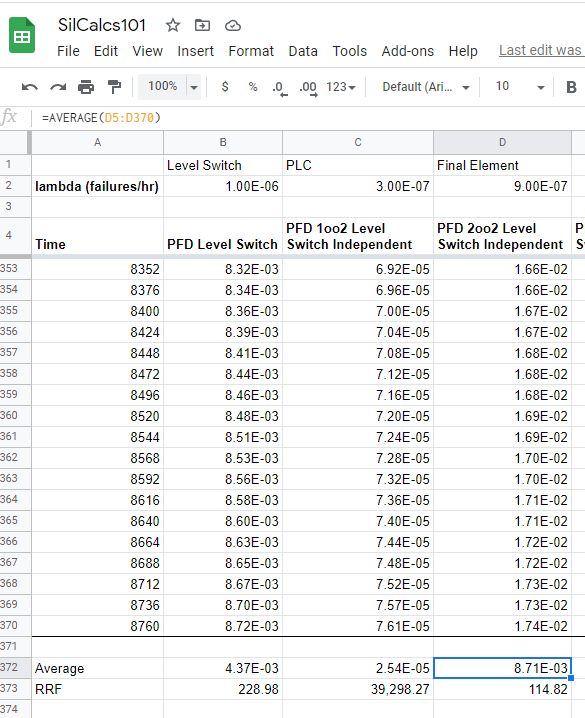 SilCalcs101
File Edit View Insert Format Data Tools Add-ons Help Last edit was
100% $ % .0 .00 123 Default (Ari... 10 B
fx =AVERAGE(D5:D370)
A B C D
1 Level Switch PLC Final Element
2 lambda (failures/hr) 1.00E-06 3.00E-07 9.00E-07
3
PFD 1oo2 Level PFD 2oo2 Level P
4 Time PFD Level Switch Switch Independent Switch Independent S
353 8352 8.32E-03 6.92E-05 1.66E-02
354 8376 8.34E-03 6.96E-05 1.66E-02
355 8400 8.36E-03 7.00E-05 1.67E-02
356 8424 8.39E-03 7.04E-05 1.67E-02
357 8448 8.41E-03 7.08E-05 1.68E-02
358 8472 8.44E-03 7.12E-05 1.68E-02
359 8496 8.46E-03 7.16E-05 1.68E-02
360 8520 8.48E-03 7.20E-05 1.69E-02
361 8544 8.51E-03 7.24E-05 1.69E-02
362 8568 8.53E-03 7.28E-05 1.70E-02
363 8592 8.56E-03 7.32E-05 1.70E-02
364 8616 8.58E-03 7.36E-05 1.71E-02
365 8640 8.60E-03 7.40E-05 1.71E-02
366 8664 8.63E-03 7.44E-05 1.72E-02
367 8688 8.65E-03 7.48E-05 1.72E-02
368 8712 8.67E-03 7.52E-05 1.73E-02
369 8736 8.70E-03 7.57E-05 1.73E-02
370 8760 8.72E-03 7.61E-05 1.74E-02
371
372 Average 4.37E-03 2.54E-05 8.71E-03
373 RRF 228.98 39,298.27 114.82
374